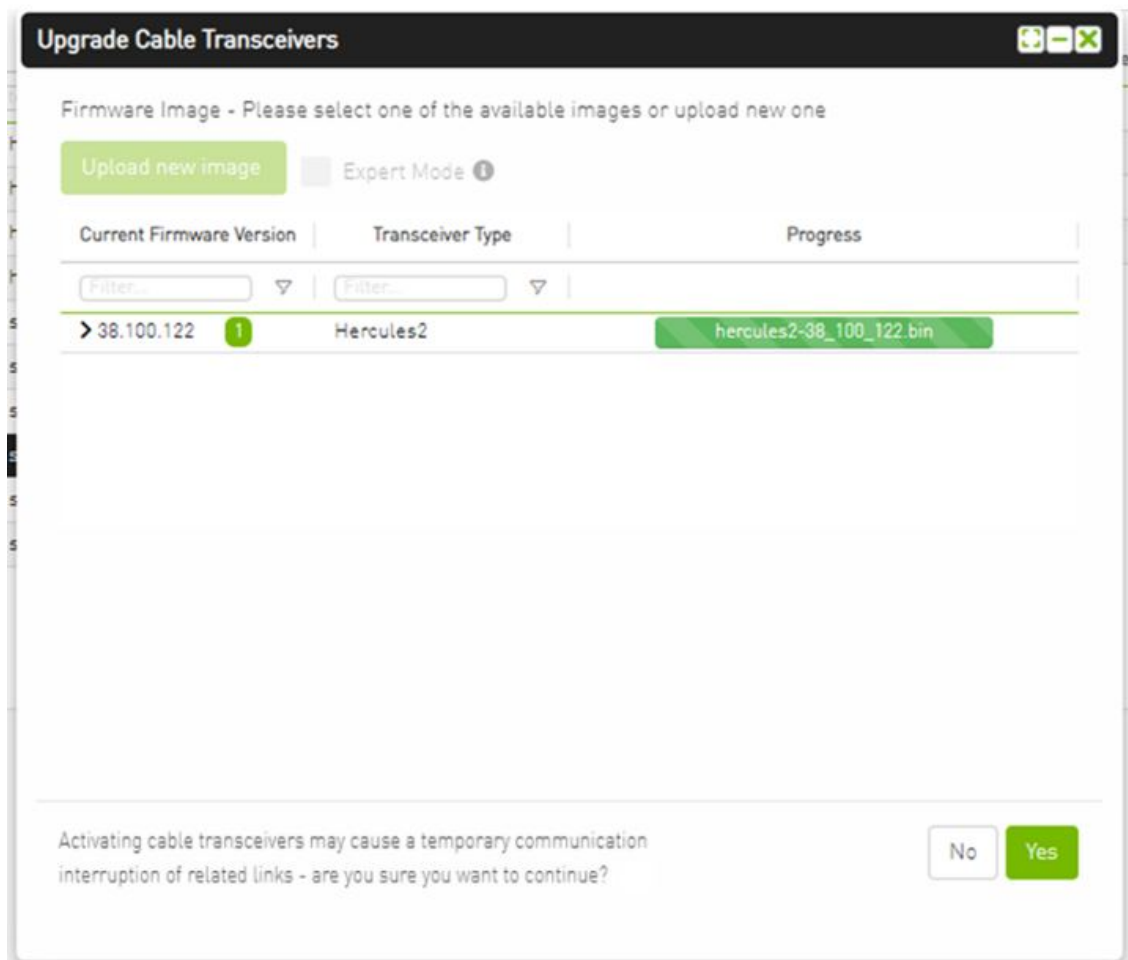 Upgrade Cable Transceivers
Firmware Image - Please select one of the available images or upload new one
Upload new image Expert Mode
Current Firmware Version Transceiver Type Progress
Filter... Filter...
38.100.122 1 Hercules2 hercules2-38_100_122.bin
Activating cable transceivers may cause a temporary communication
interruption of related links - are you sure you want to continue?
No Yes